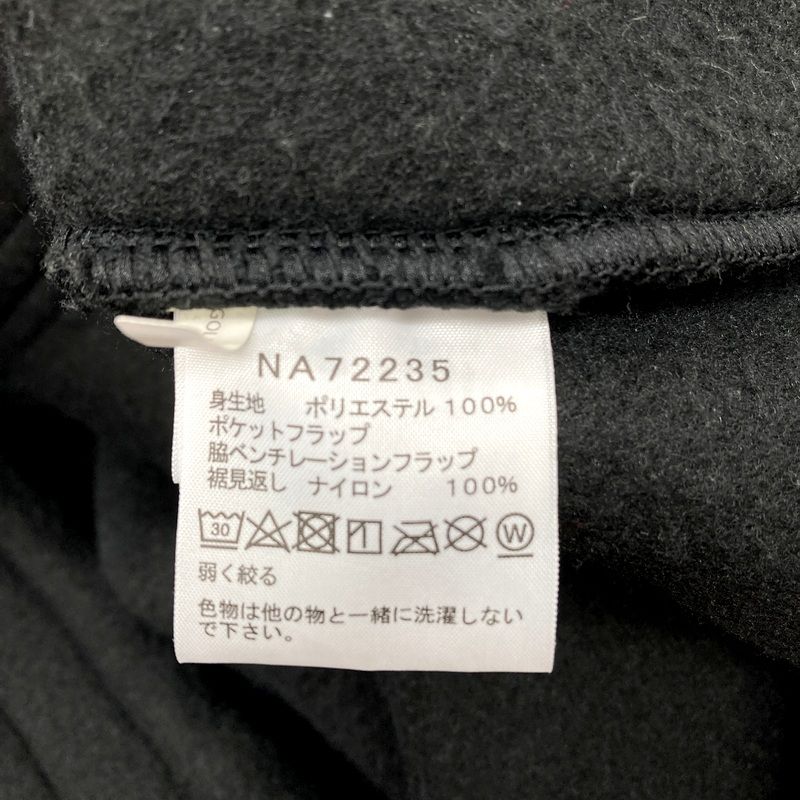 GOL
NA72235
身生地 ポリエステル 100%
ポケットフラップ
脇ベンチレーションフラップ
裾見返し ナイロン 100%
30 W
弱く絞る
色物は他の物と一緒に洗濯しない
で下さい。